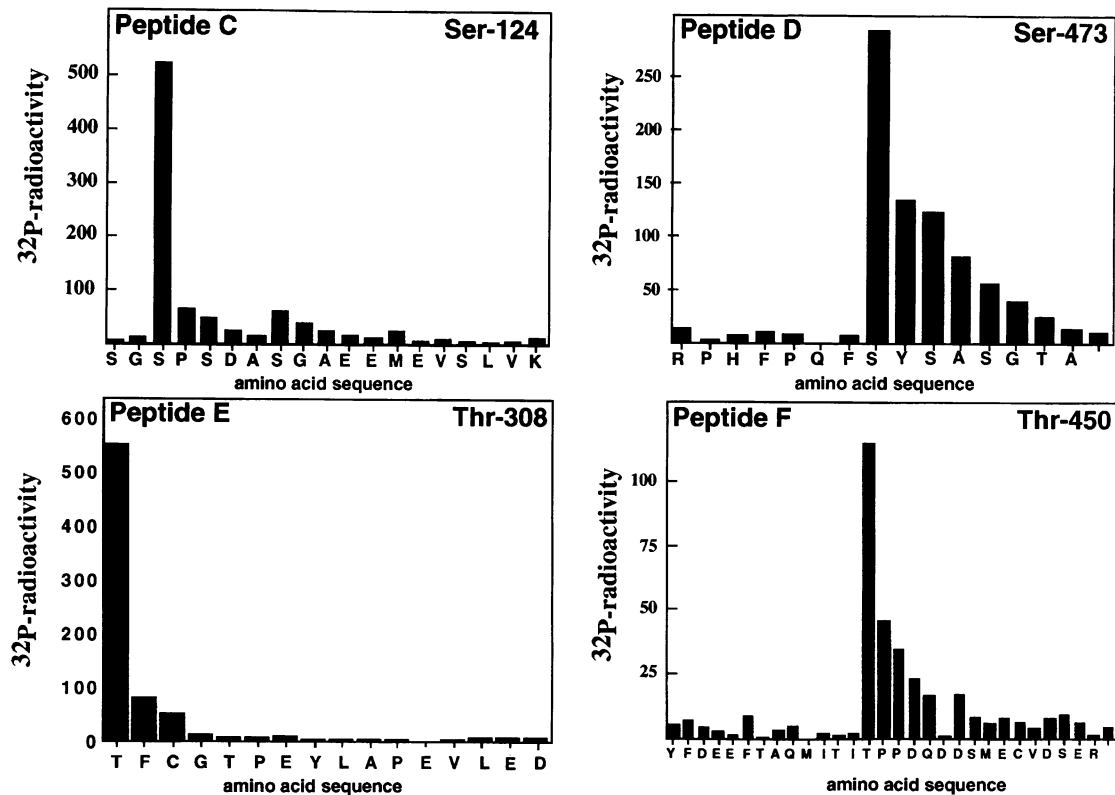 Peptide C
Ser-124
500
400
300
200
100
32P-radioactivity
S G S P S D A S G A E E M E V S L V K
amino acid sequence
Peptide D
Ser-473
250
200
150
100
50
32P-radioactivity
R P H F P Q F S Y S A S G T A
amino acid sequence
Peptide E
Thr-308
600
500
400
300
200
100
0
32P-radioactivity
T F C G T P E Y L A P E V L E D
amino acid sequence
Peptide F
Thr-450
100
75
50
25
32P-radioactivity
Y F D E E F T A Q M I T I T P P D Q D D S M E C V D S E R
amino acid sequence